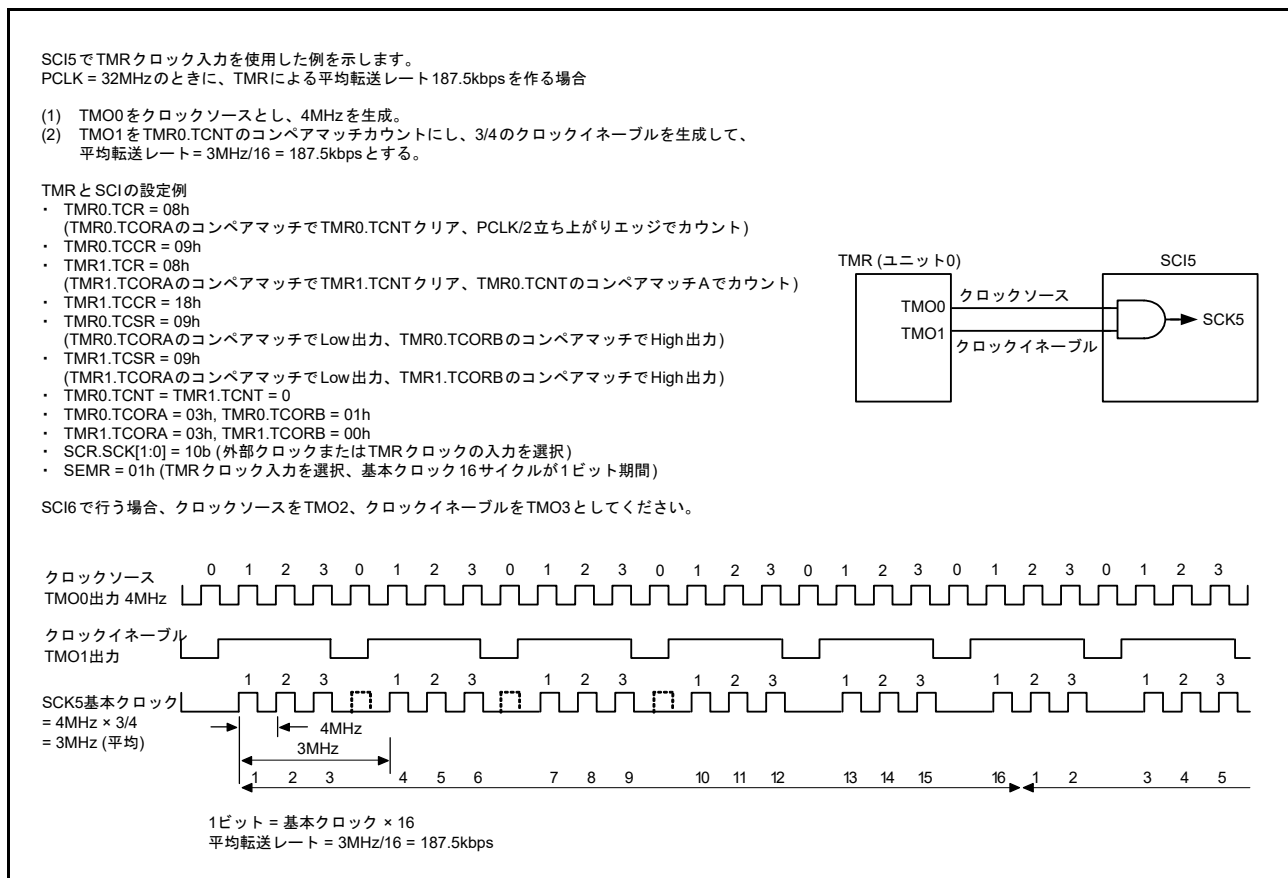 SCI5でTMRクロック入力を使用した例を示します。
PCLK = 32MHzのときに、TMRによる平均転送レート187.5kbpsを作る場合
(1) TMO0をクロックソースとし、4MHzを生成。
(2) TMO1をTMR0.TCNTのコンペアマッチカウントにし、3/4のクロックイネーブルを生成して、
平均転送レート= 3MHz/16 = 187.5kbpsとする。
TMRとSCIの設定例
・ TMR0.TCR = 08h
(TMR0.TCORAのコンペアマッチでTMR0.TCNTクリア、PCLK/2立ち上がりエッジでカウント)
・ TMR0.TCCR = 09h
・ TMR1.TCR = 08h
(TMR1.TCORAのコンペアマッチでTMR1.TCNTクリア、TMR0.TCNTのコンペアマッチAでカウント)
・ TMR1.TCCR = 18h
・ TMR0.TCSR = 09h
(TMR0.TCORAのコンペアマッチでLow出力、TMR0.TCORBのコンペアマッチでHigh出力)
・ TMR1.TCSR = 09h
(TMR1.TCORAのコンペアマッチでLow出力、TMR1.TCORBのコンペアマッチでHigh出力)
・ TMR0.TCNT = TMR1.TCNT = 0
・ TMR0.TCORA = 03h, TMR0.TCORB = 01h
・ TMR1.TCORA = 03h, TMR1.TCORB = 00h
・ SCR.SCK[1:0] = 10b (外部クロックまたはTMRクロックの入力を選択)
・ SEMR = 01h (TMRクロック入力を選択、基本クロック16サイクルが1ビット期間)
SCI6で行う場合、クロックソースをTMO2、クロックイネーブルをTMO3としてください。
TMR (ユニット0)
SCI5
TMO0
クロックソース
SCK5
TMO1
クロックイネーブル
0 1 2 3 0 1 2 3 0 1 2 3 0 1 2 3 0 1 2 3 0 1 2 3 0 1 2 3
クロックソース
TMO0出力 4MHz
クロックイネーブル
TMO1出力
1 2 3 1 2 3 1 2 3 1 2 3 1 2 3 1 2 3 1 2 3
SCK5基本クロック
= 4MHz × 3/4
= 3MHz (平均)
4MHz
3MHz
1 2 3 4 5 6 7 8 9 10 11 12 13 14 15 16 1 2 3 4 5
1ビット = 基本クロック × 16
平均転送レート = 3MHz/16 = 187.5kbps